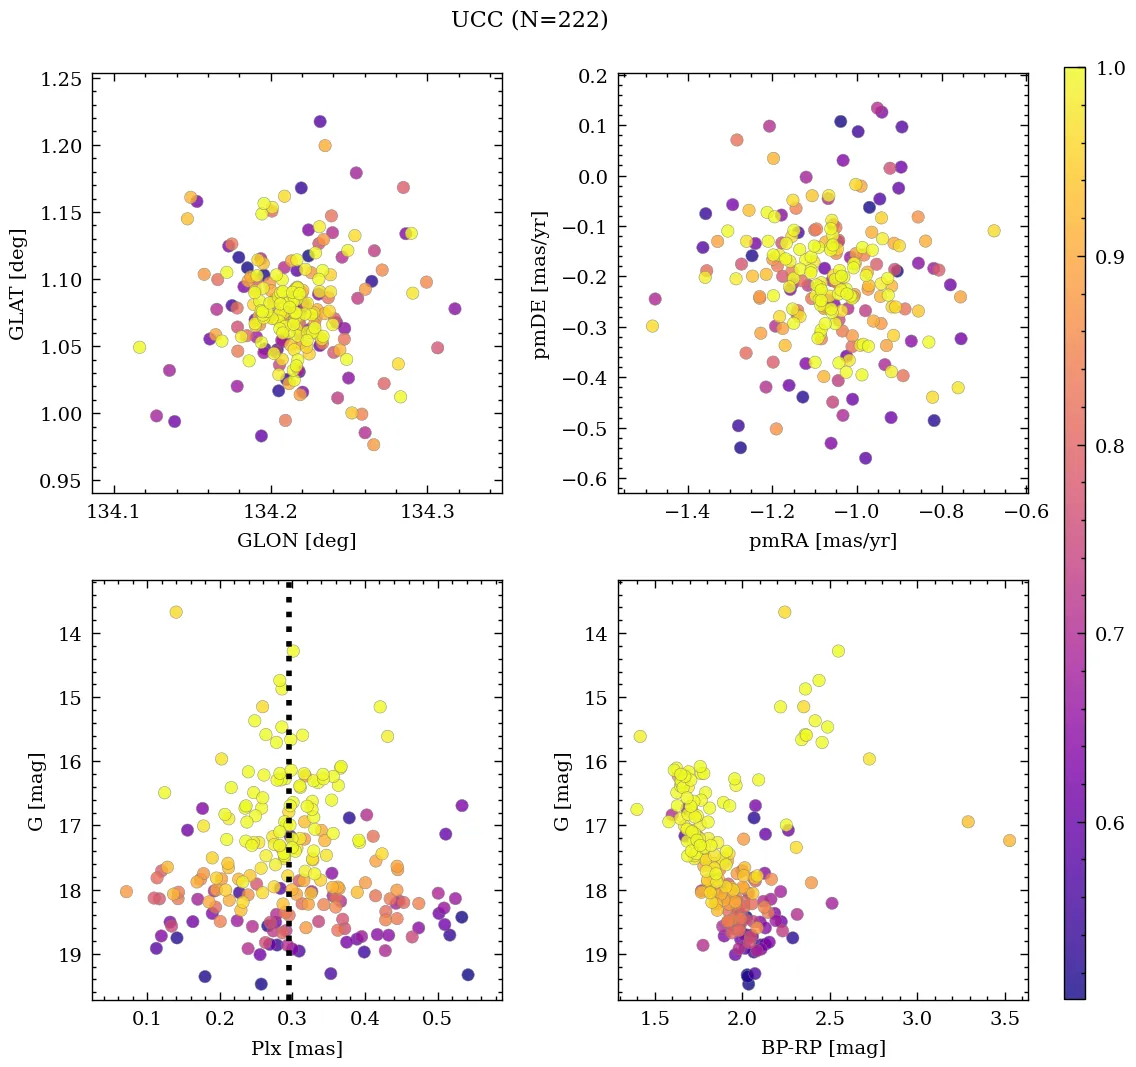 UCC (N=222)
1.25
1.20
1.15
1.10
1.05
1.00
0.95
GLAT [deg]
134.1 134.2 134.3
GLON [deg]
0.2
0.1
0.0
−0.1
−0.2
−0.3
−0.4
−0.5
−0.6
pmDE [mas/yr]
−1.4 −1.2 −1.0 −0.8 −0.6
pmRA [mas/yr]
14
15
16
17
18
19
G [mag]
0.1 0.2 0.3 0.4 0.5
Plx [mas]
14
15
16
17
18
19
G [mag]
1.5 2.0 2.5 3.0 3.5
BP-RP [mag]
1.0
0.9
0.8
0.7
0.6